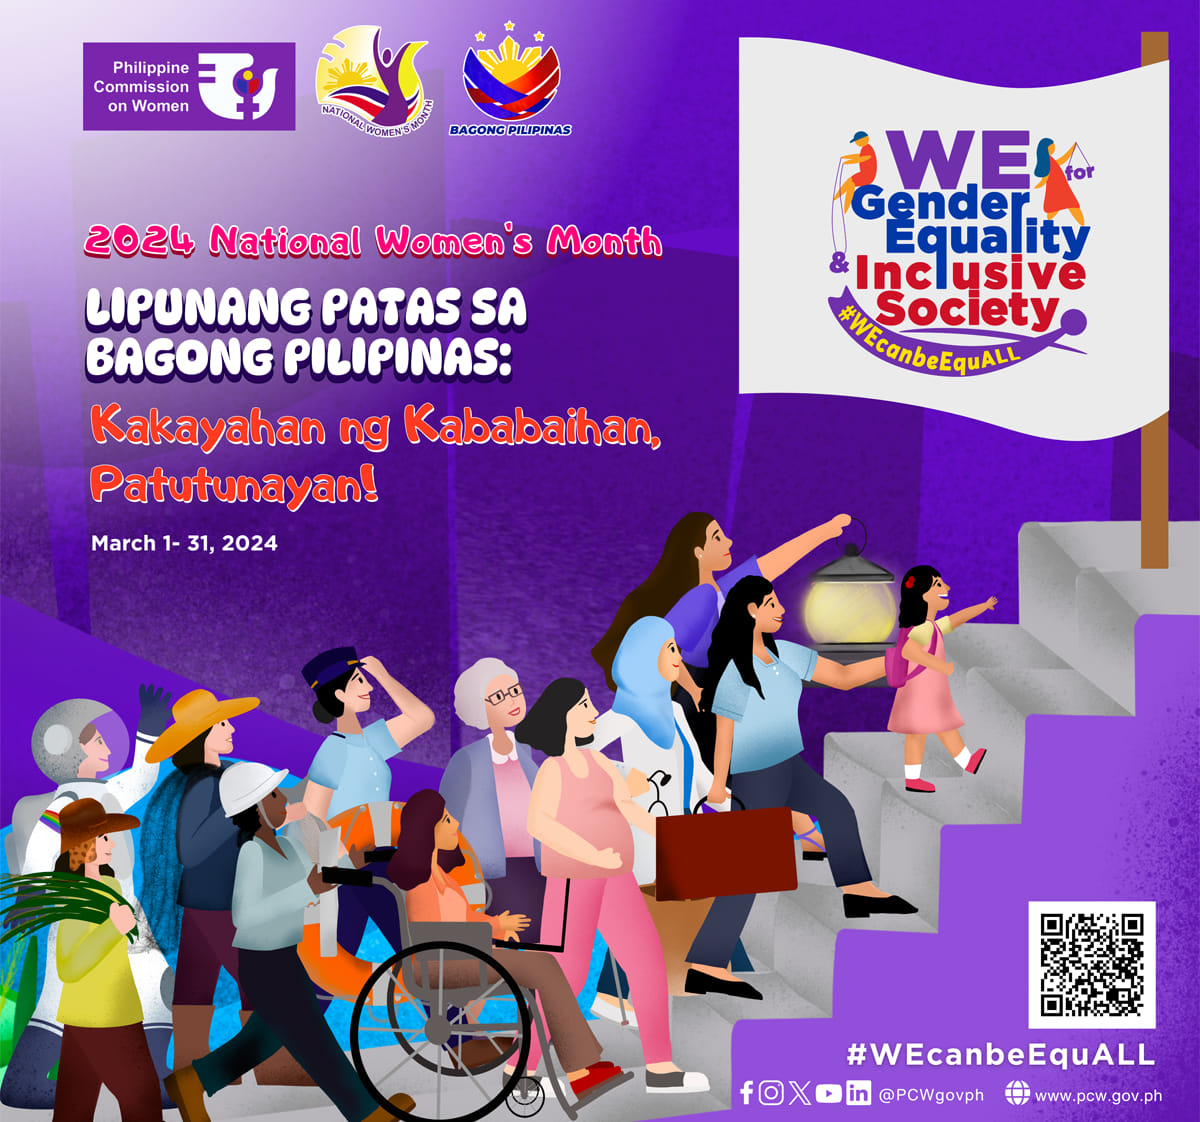 Philippine
Commission
on Women
NATIONAL WOMEN'S MONTH
BAGONG PILIPINAS
WE
for
Gender
Equality
& Inclusive
Society
#WEcanbeEquALL
2024 National Women's Month
LIPUNANG PATAS SA
BAGONG PILIPINAS:
Kakayahan ng Kababaihan,
Patutunayan!
March 1- 31, 2024
#WEcanbeEquALL
@PCWgovph
www.pcw.gov.ph